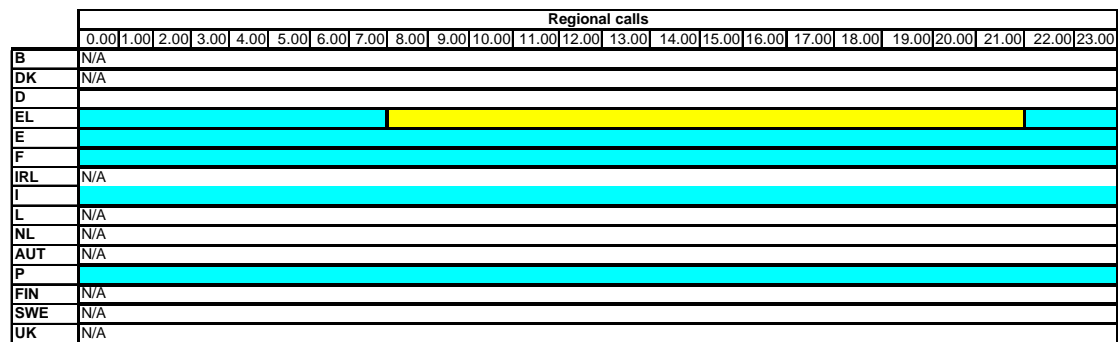 Regional calls
0.00 1.00 2.00 3.00 4.00 5.00 6.00 7.00 8.00 9.00 10.00 11.00 12.00 13.00 14.00 15.00 16.00 17.00 18.00 19.00 20.00 21.00 22.00 23.00
B N/A
DK N/A
D
EL
E
F
IRL N/A
I
L N/A
NL N/A
AUT N/A
P
FIN N/A
SWE N/A
UK N/A